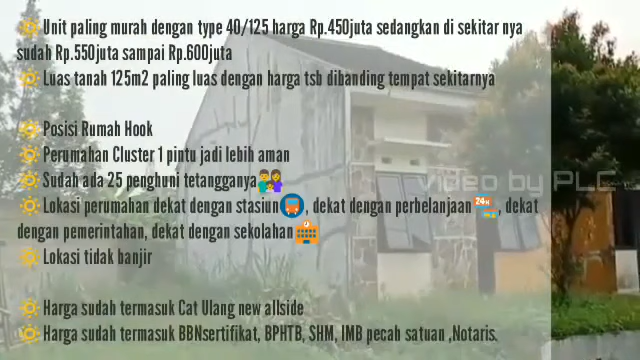 Unit paling murah dengan type 40/125 harga Rp.450juta sedangkan di sekitar nya
sudah Rp.550juta sampai Rp.600juta
Luas tanah 125m2 paling luas dengan harga tsb dibanding tempat sekitarnya
Posisi Rumah Hook
Perumahan Cluster 1 pintu jadi lebih aman
Sudah ada 25 penghuni tetangganya
video by PLC
Lokasi perumahan dekat dengan stasiun, dekat dengan perbelanjaan, dekat
dengan pemerintahan, dekat dengan sekolahan
Lokasi tidak banjir
Harga sudah termasuk Cat Ulang new allside
Harga sudah termasuk BBNsertifikat, BPHTB, SHM, IMB pecah satuan ,Notaris.